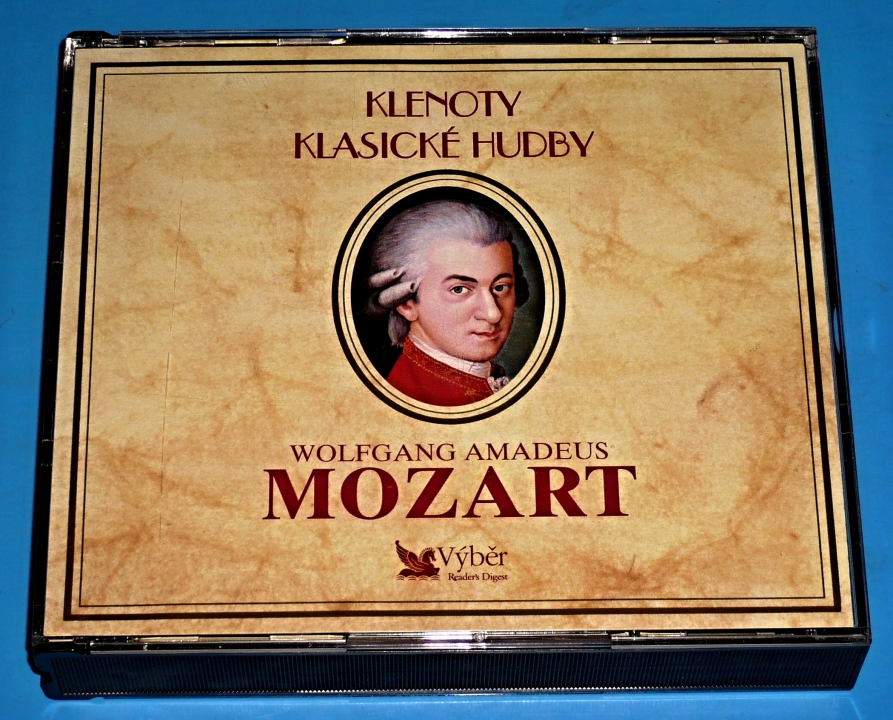 KLENOTY
KLASICKÉ HUDBY
WOLFGANG AMADEUS
MOZART
Výběr
Reader's Digest